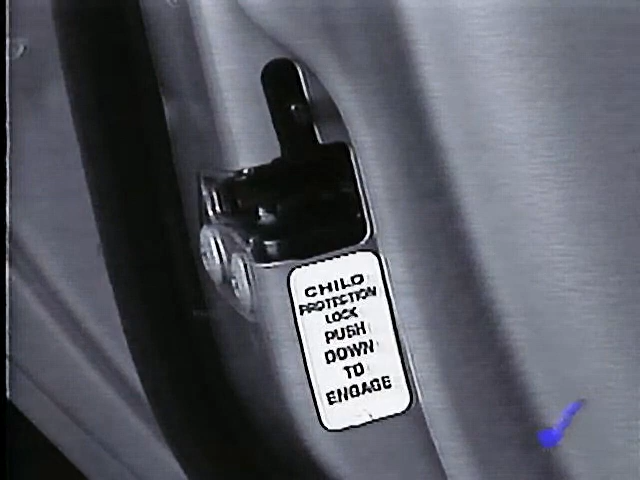 CHILD
PROTECTION
LOCK
PUSH
DOWN
TO
ENGAGE